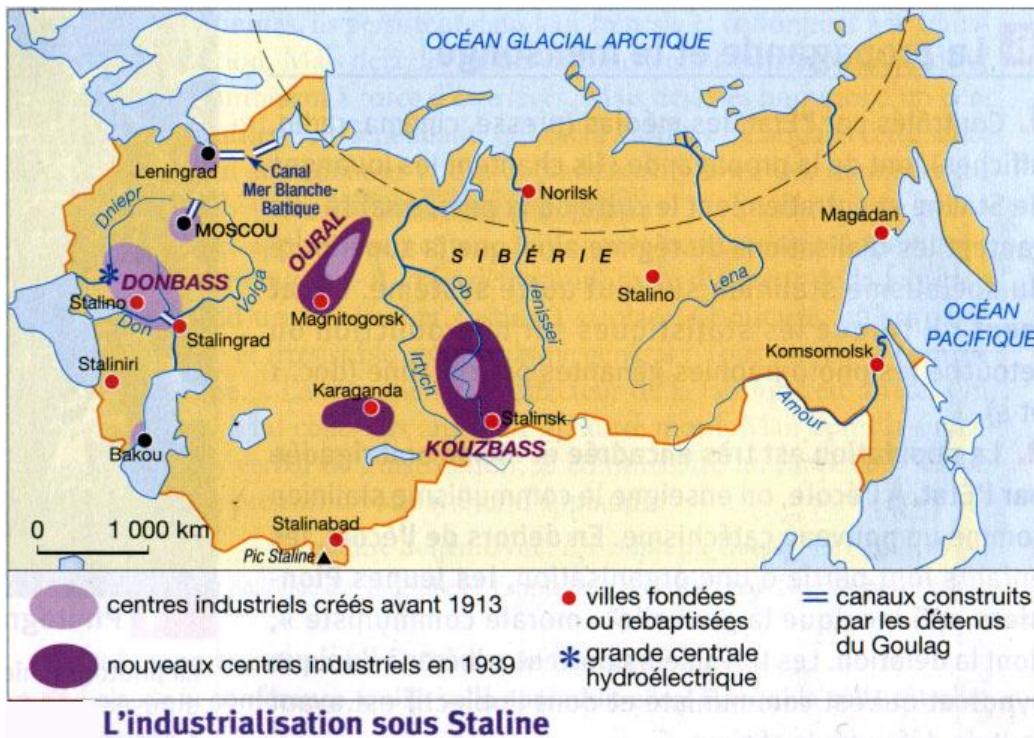 OCÉAN GLACIAL ARCTIQUE
Leningrad
Canal
Mer Blanche-
Baltique
Dniepr
MOSCOU
OURAL
Norilsk
Magadan
SIBÉRIE
DONBASS
Volga
Stalino
Don
Stalingrad
Magnitogorsk
Ob
Ienisseï
Stalino
Lena
OCÉAN
PACIFIQUE
Staliniri
Irtych
Komsomolsk
Karaganda
Stalinsk
Amour
Bakou
KOUZBASS
0 1 000 km
Stalinabad
Pic Staline
centres industriels créés avant 1913
nouveaux centres industriels en 1939
villes fondées
ou rebaptisées
grande centrale
hydroélectrique
canaux construits
par les détenus
du Goulag
L'industrialisation sous Staline